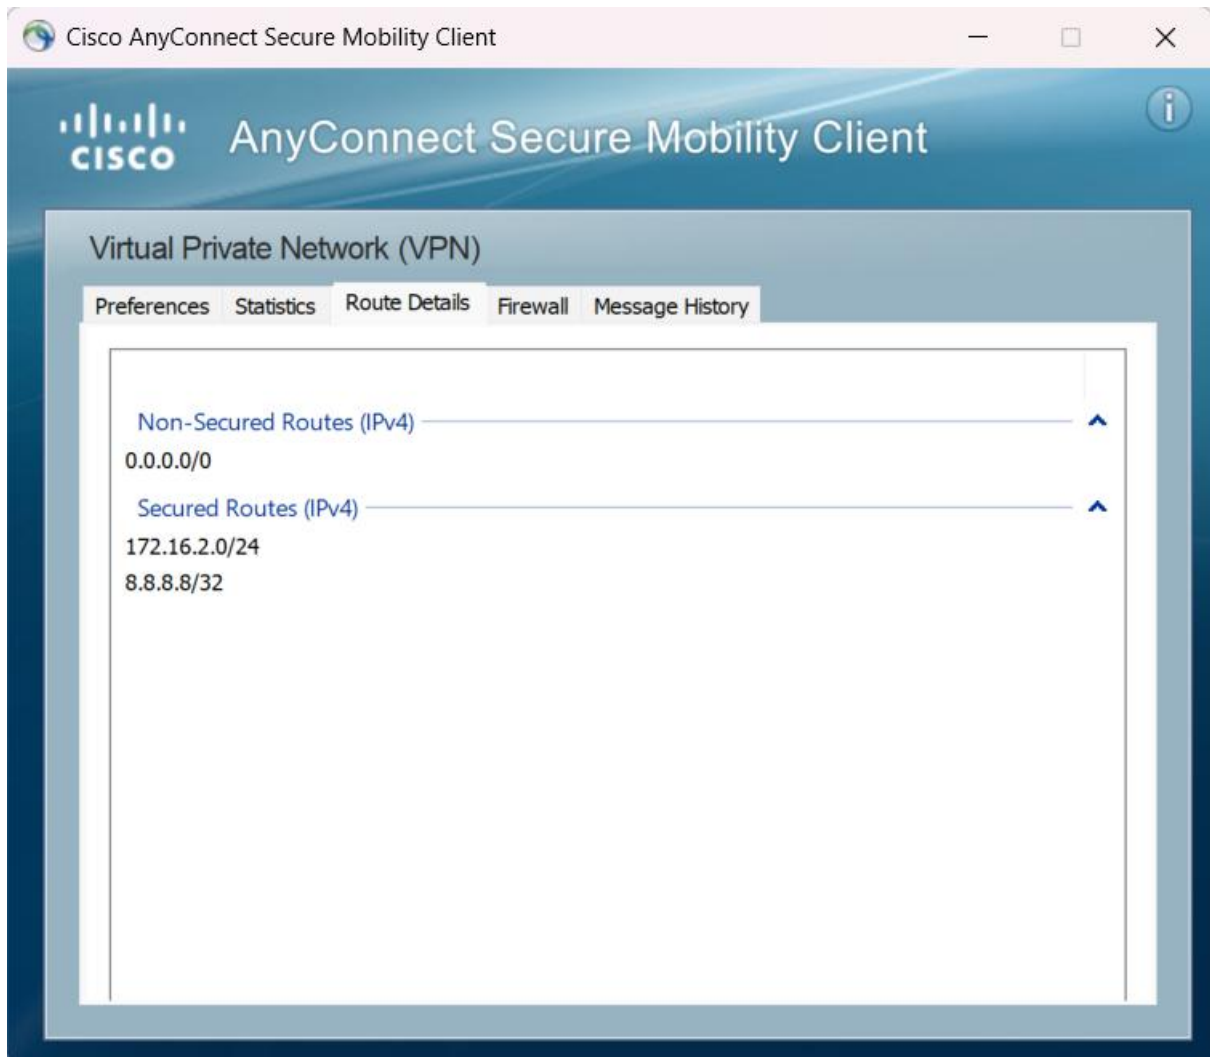 Cisco AnyConnect Secure Mobility Client
CISCO AnyConnect Secure Mobility Client
Virtual Private Network (VPN)
Preferences Statistics Route Details Firewall Message History
Non-Secured Routes (IPv4)
0.0.0.0/0
Secured Routes (IPv4)
172.16.2.0/24
8.8.8.8/32